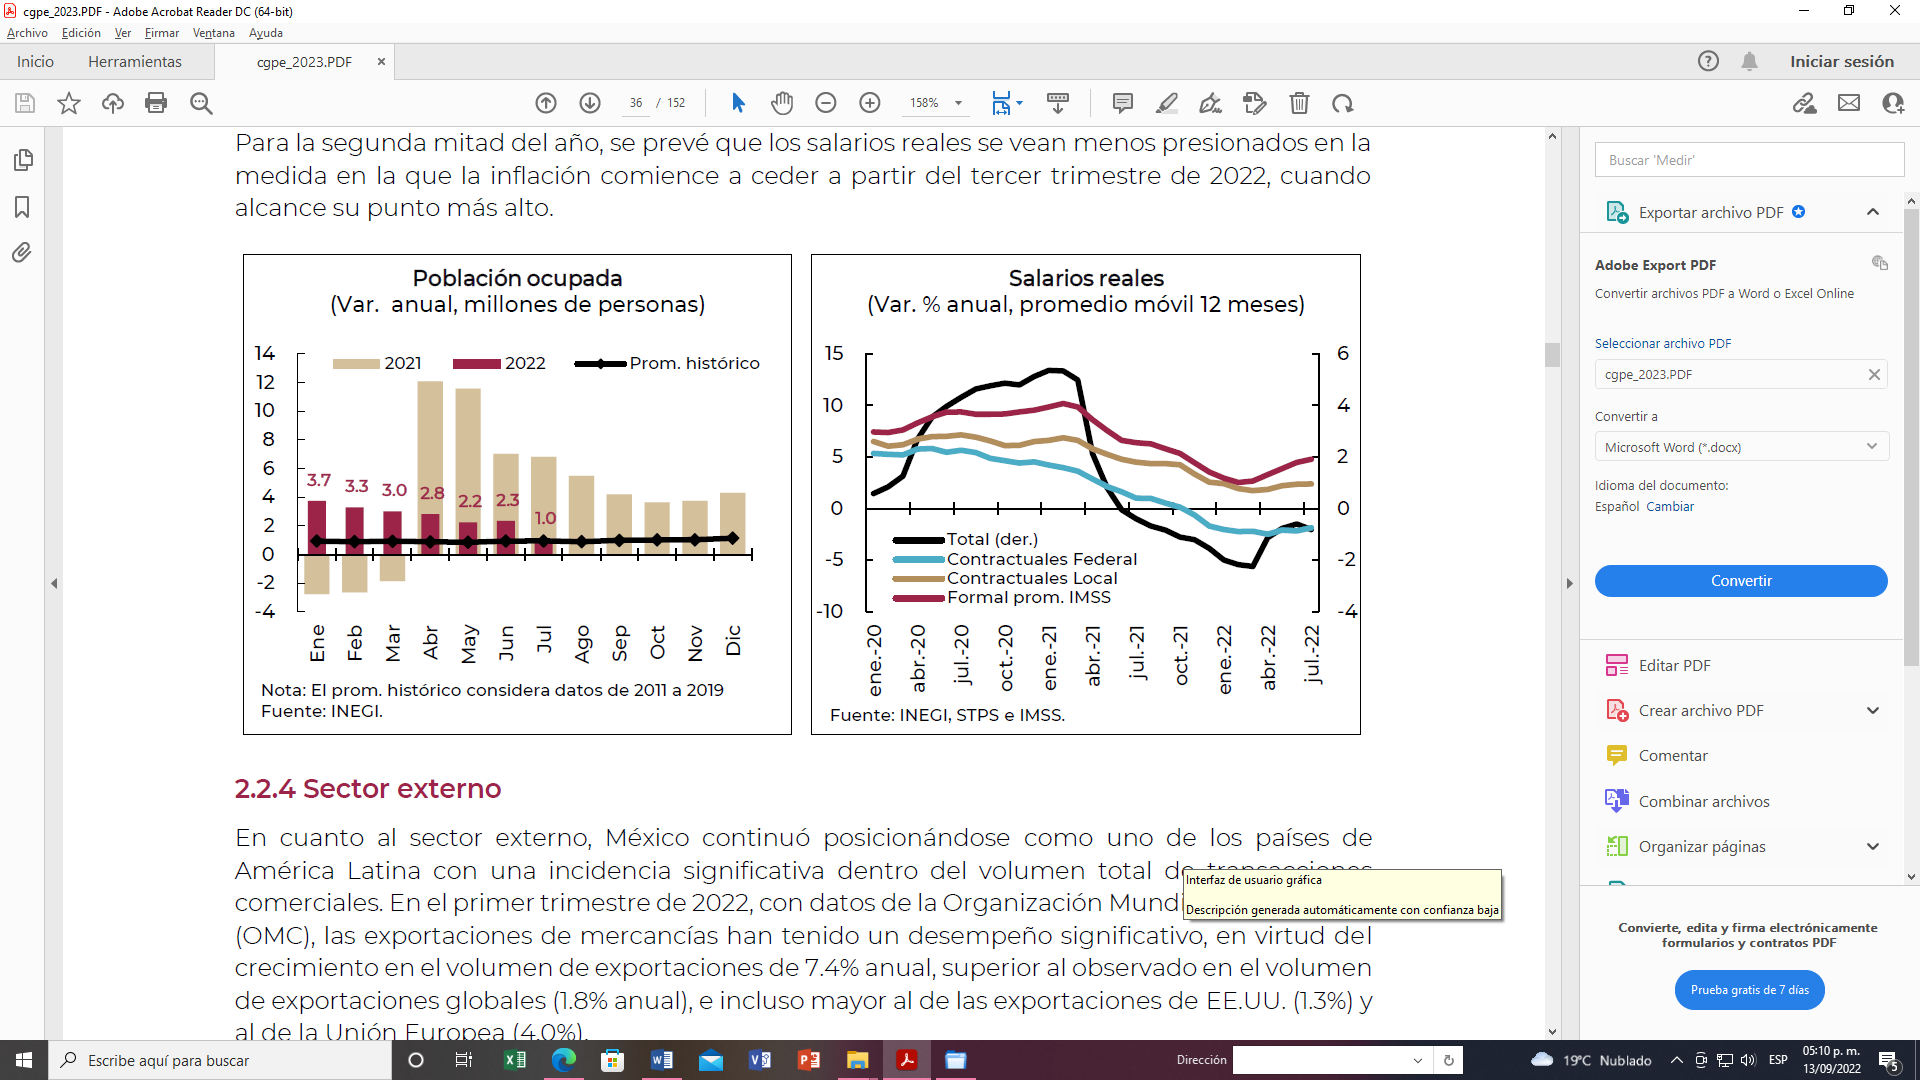 cgpe_2023.PDF - Adobe Acrobat Reader DC (64-bit)
Archivo Edición Ver Firmar Ventana Ayuda
Inicio Herramientas cgpe_2023.PDF × Iniciar sesión
36 / 152 158%
Para la segunda mitad del año, se prevé que los salarios reales se vean menos presionados en la
medida en la que la inflación comience a ceder a partir del tercer trimestre de 2022, cuando
alcance su punto más alto.
Población ocupada
(Var. anual, millones de personas)
2021 2022 Prom. histórico
14
12
10
8
6
4
2
0
-2
-4
3.7 3.3 3.0 2.8 2.2 2.3 1.0
Ene Feb Mar Abr May Jun Jul Ago Sep Oct Nov Dic
Nota: El prom. histórico considera datos de 2011 a 2019
Fuente: INEGI.
Salarios reales
(Var. % anual, promedio móvil 12 meses)
15
10
5
0
-5
-10
6
4
2
0
-2
-4
Total (der.)
Contractuales Federal
Contractuales Local
Formal prom. IMSS
ene.-20 abr.-20 jul.-20 oct.-20 ene.-21 abr.-21 jul.-21 oct.-21 ene.-22 abr.-22 jul.-22
Fuente: INEGI, STPS e IMSS.
2.2.4 Sector externo
En cuanto al sector externo, México continuó posicionándose como uno de los países de
América Latina con una incidencia significativa dentro del volumen total de transacciones
comerciales. En el primer trimestre de 2022, con datos de la Organización Mundi
(OMC), las exportaciones de mercancías han tenido un desempeño significativo, en virtud del
crecimiento en el volumen de exportaciones de 7.4% anual, superior al observado en el volumen
de exportaciones globales (1.8% anual), e incluso mayor al de las exportaciones de EE.UU. (1.3%) y
al de la Unión Europea (4.0%).
Interfaz de usuario gráfica
Descripción generada automáticamente con confianza baja
Buscar 'Medir'
Exportar archivo PDF
Adobe Export PDF
Convertir archivos PDF a Word o Excel Online
Seleccionar archivo PDF
cgpe_2023.PDF
Convertir a
Microsoft Word (*.docx)
Idioma del documento:
Español Cambiar
Convertir
Editar PDF
Crear archivo PDF
Comentar
Combinar archivos
Organizar páginas
Convierte, edita y firma electrónicamente
formularios y contratos PDF
Prueba gratis de 7 días
Escribe aquí para buscar
Dirección
19°C Nublado
ESP
05:10 p. m.
13/09/2022
5